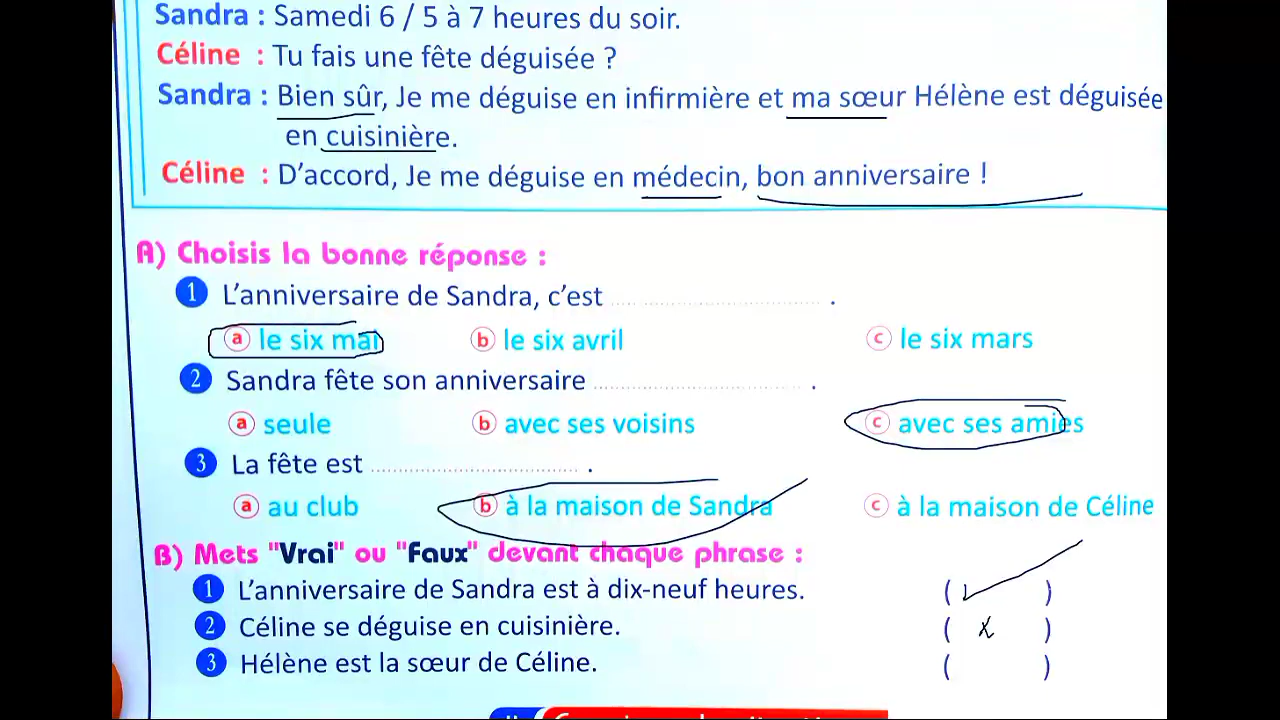 Sandra : Samedi 6 / 5 à 7 heures du soir.
Céline : Tu fais une fête déguisée ?
Sandra : Bien sûr, Je me déguise en infirmière et ma sœur Hélène est déguisée
en cuisinière.
Céline : D’accord, Je me déguise en médecin, bon anniversaire !
A) Choisis la bonne réponse :
1 L’anniversaire de Sandra, c’est .................... .
a le six mai b le six avril c le six mars
2 Sandra fête son anniversaire .................... .
a seule b avec ses voisins c avec ses amies
3 La fête est .................... .
a au club b à la maison de Sandra c à la maison de Céline
B) Mets "Vrai" ou "Faux" devant chaque phrase :
1 L’anniversaire de Sandra est à dix-neuf heures. ( ✓ )
2 Céline se déguise en cuisinière. ( x )
3 Hélène est la sœur de Céline. ( )